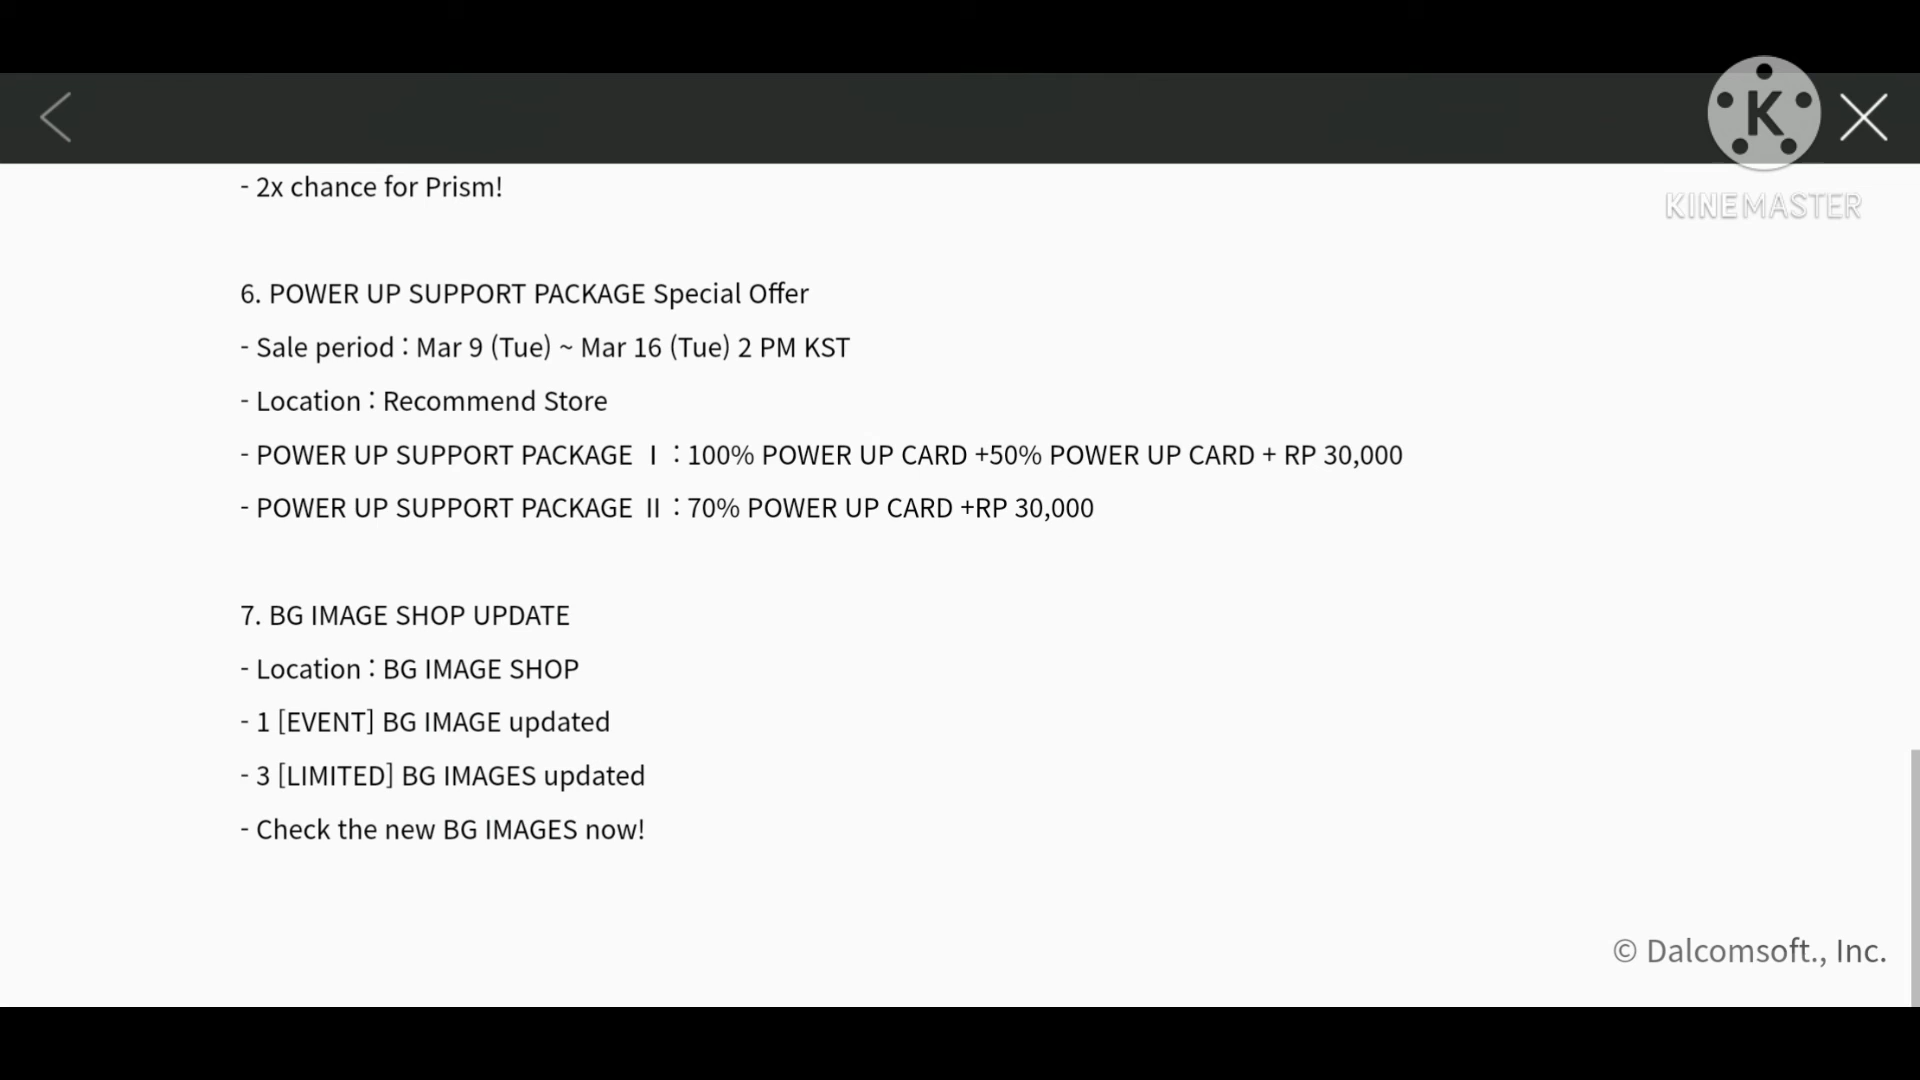 K
KINEMASTER
- 2x chance for Prism!
6. POWER UP SUPPORT PACKAGE Special Offer
- Sale period : Mar 9 (Tue) ~ Mar 16 (Tue) 2 PM KST
- Location : Recommend Store
- POWER UP SUPPORT PACKAGE Ⅰ : 100% POWER UP CARD +50% POWER UP CARD + RP 30,000
- POWER UP SUPPORT PACKAGE Ⅱ : 70% POWER UP CARD +RP 30,000
7. BG IMAGE SHOP UPDATE
- Location : BG IMAGE SHOP
- 1 [EVENT] BG IMAGE updated
- 3 [LIMITED] BG IMAGES updated
- Check the new BG IMAGES now!
© Dalcomsoft., Inc.